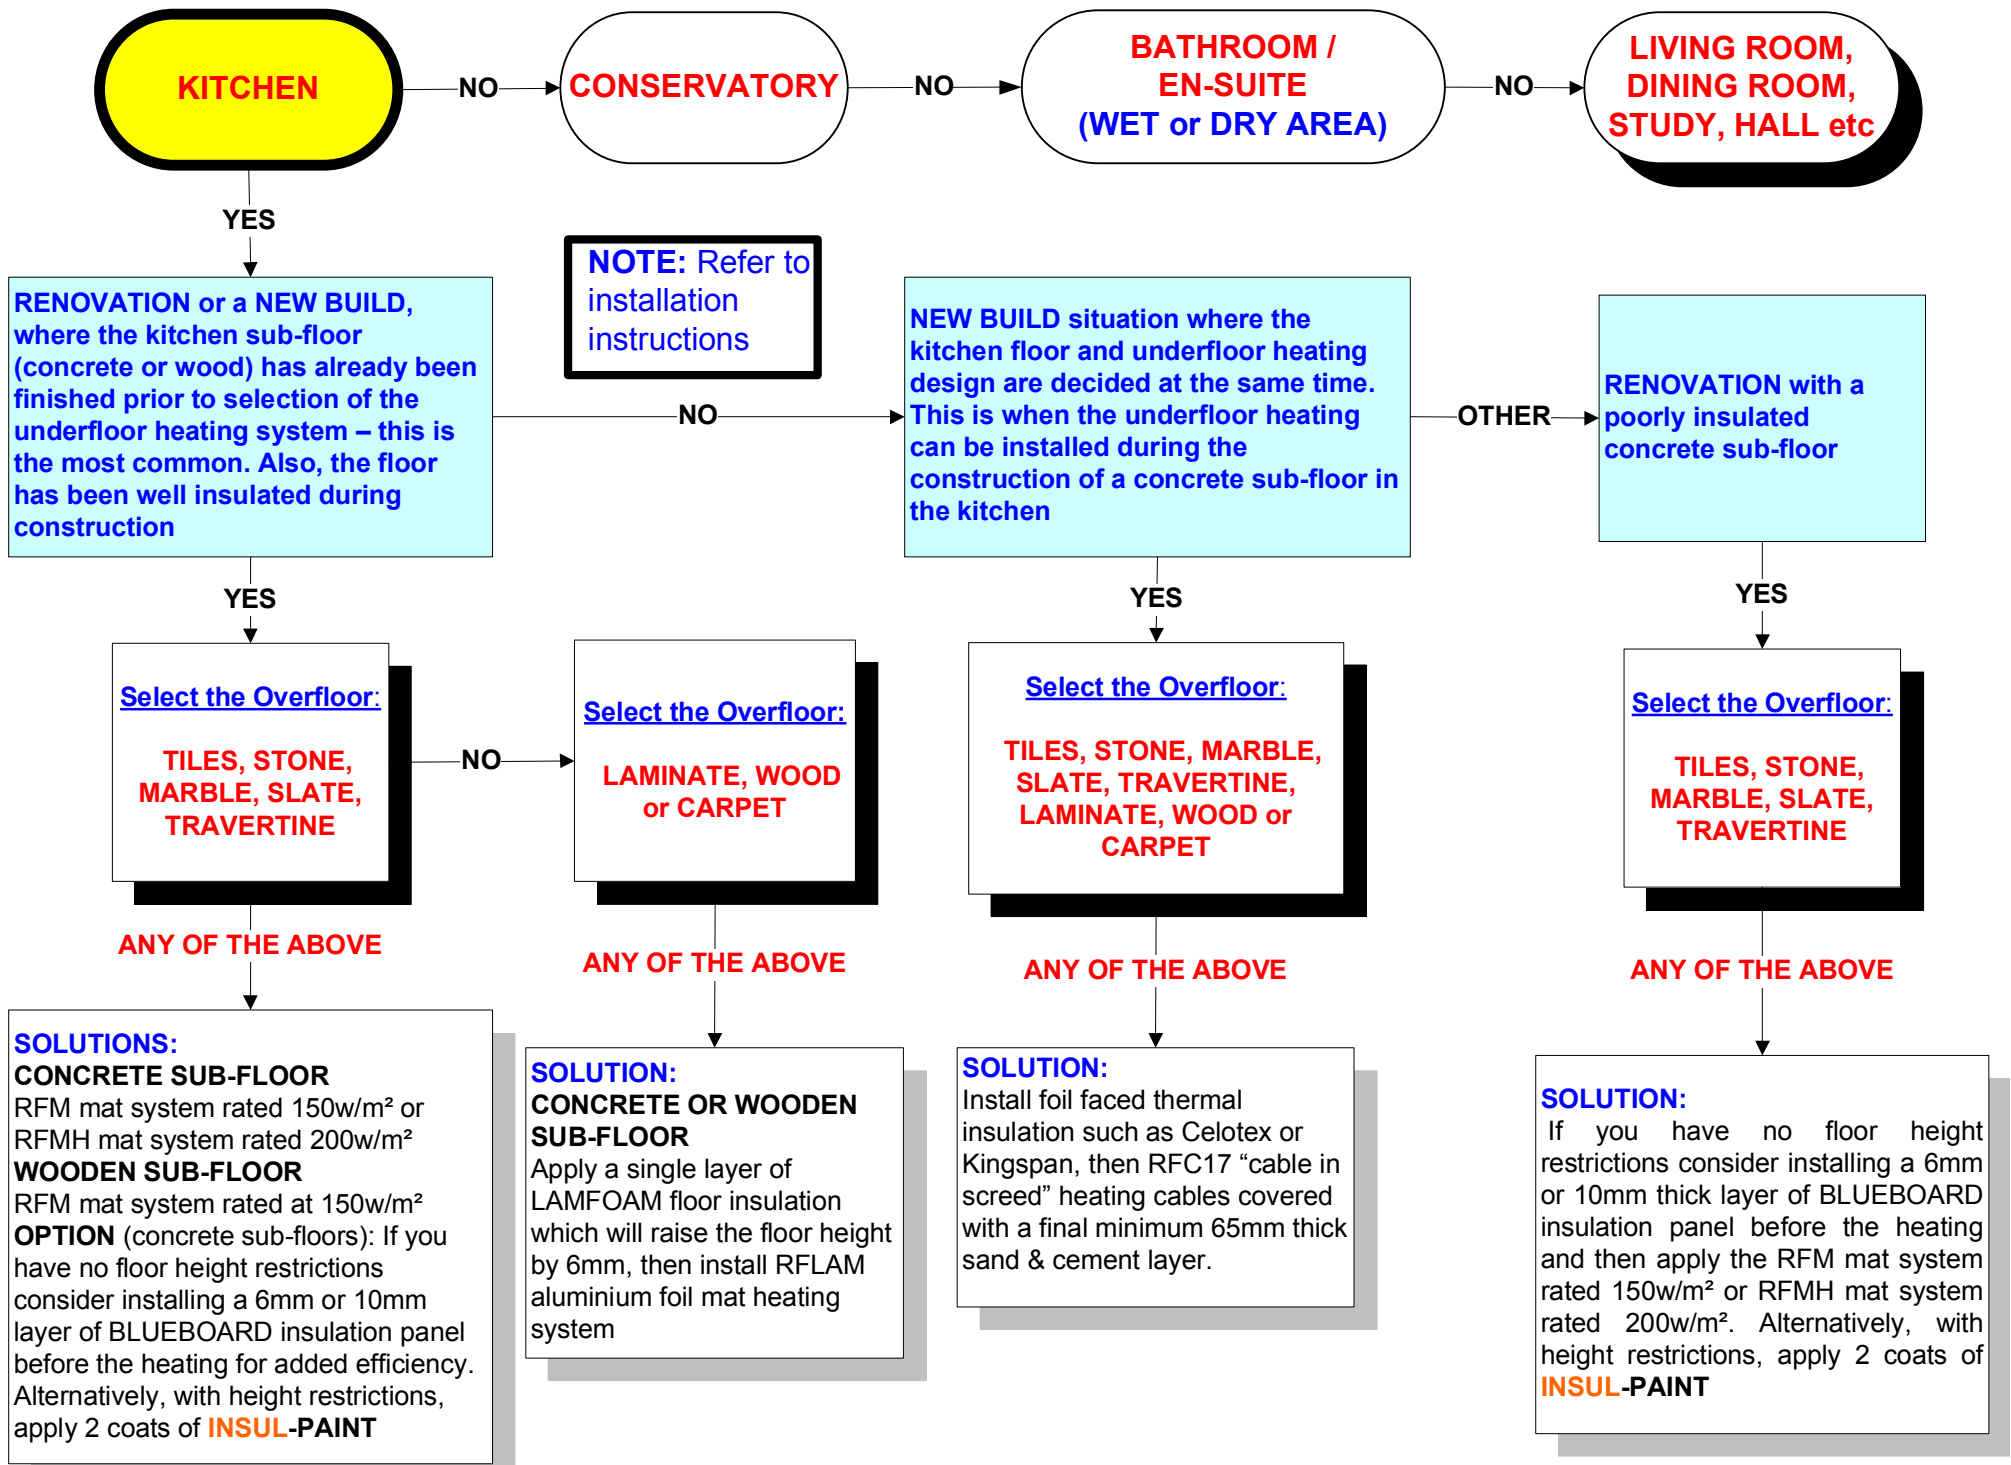 KITCHEN
NO
CONSERVATORY
NO
BATHROOM /
EN-SUITE
(WET or DRY AREA)
NO
LIVING ROOM,
DINING ROOM,
STUDY, HALL etc
YES
RENOVATION or a NEW BUILD,
where the kitchen sub-floor
(concrete or wood) has already been
finished prior to selection of the
underfloor heating system – this is
the most common. Also, the floor
has been well insulated during
construction
NOTE: Refer to
installation
instructions
NO
NEW BUILD situation where the
kitchen floor and underfloor heating
design are decided at the same time.
This is when the underfloor heating
can be installed during the
construction of a concrete sub-floor in
the kitchen
OTHER
RENOVATION with a
poorly insulated
concrete sub-floor
YES
YES
YES
Select the Overfloor:
TILES, STONE,
MARBLE, SLATE,
TRAVERTINE
NO
Select the Overfloor:
LAMINATE, WOOD
or CARPET
Select the Overfloor:
TILES, STONE, MARBLE,
SLATE, TRAVERTINE,
LAMINATE, WOOD or
CARPET
Select the Overfloor:
TILES, STONE,
MARBLE, SLATE,
TRAVERTINE
ANY OF THE ABOVE
ANY OF THE ABOVE
ANY OF THE ABOVE
ANY OF THE ABOVE
SOLUTIONS:
CONCRETE SUB-FLOOR
RFM mat system rated 150w/m² or
RFMH mat system rated 200w/m²
WOODEN SUB-FLOOR
RFM mat system rated at 150w/m²
OPTION (concrete sub-floors): If you
have no floor height restrictions
consider installing a 6mm or 10mm
layer of BLUEBOARD insulation panel
before the heating for added efficiency.
Alternatively, with height restrictions,
apply 2 coats of INSUL-PAINT
SOLUTION:
CONCRETE OR WOODEN
SUB-FLOOR
Apply a single layer of
LAMFOAM floor insulation
which will raise the floor height
by 6mm, then install RFLAM
aluminium foil mat heating
system
SOLUTION:
Install foil faced thermal
insulation such as Celotex or
Kingspan, then RFC17 “cable in
screed” heating cables covered
with a final minimum 65mm thick
sand & cement layer.
SOLUTION:
If you have no floor height
restrictions consider installing a 6mm
or 10mm thick layer of BLUEBOARD
insulation panel before the heating
and then apply the RFM mat system
rated 150w/m² or RFMH mat system
rated 200w/m². Alternatively, with
height restrictions, apply 2 coats of
INSUL-PAINT